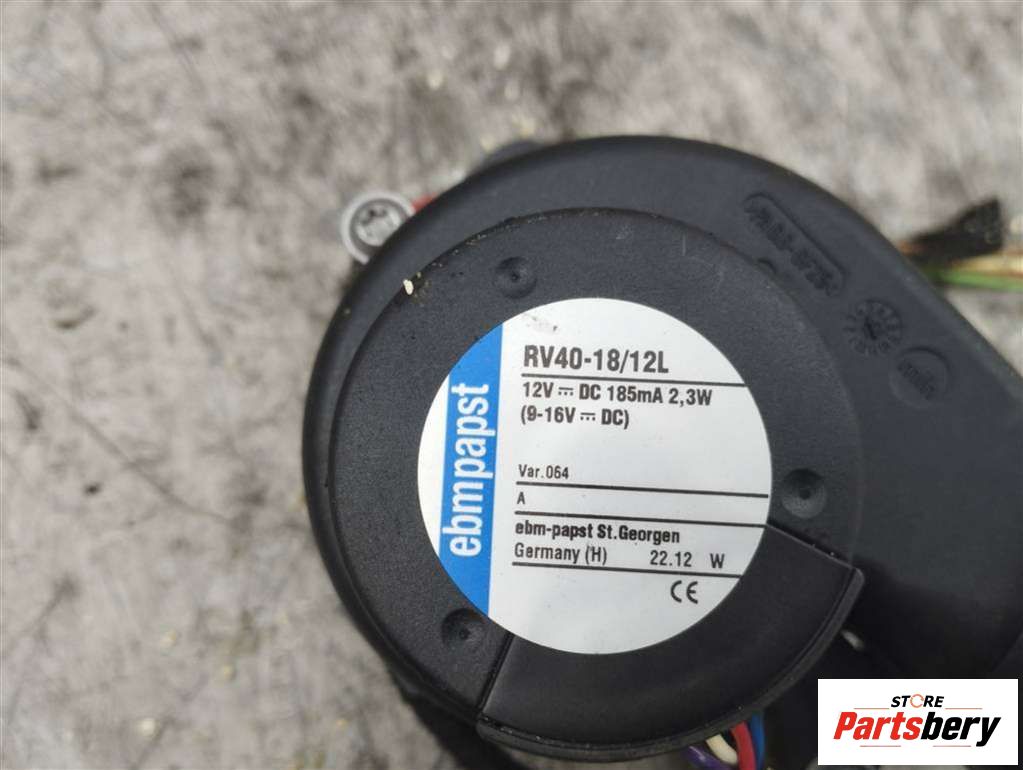 RV40-18/12L
12V ⎓ DC 185mA 2,3W
(9-16V ⎓ DC)
ebmpapst
Var.064
A
ebm-papst St.Georgen
Germany (H) 22.12 W
CE
STORE
Partsbery